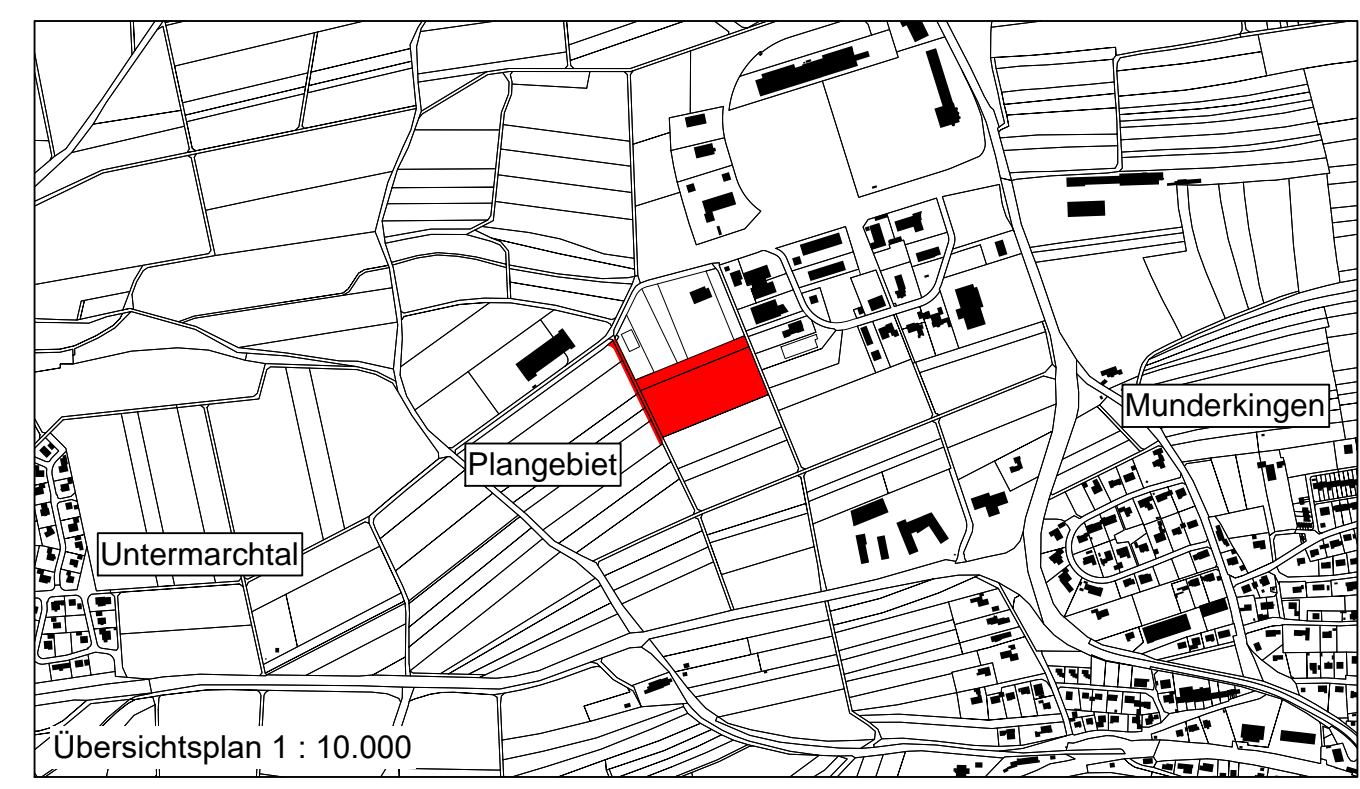 Munderkingen
Plangebiet
Untermarchtal
Übersichtsplan 1 : 10.000